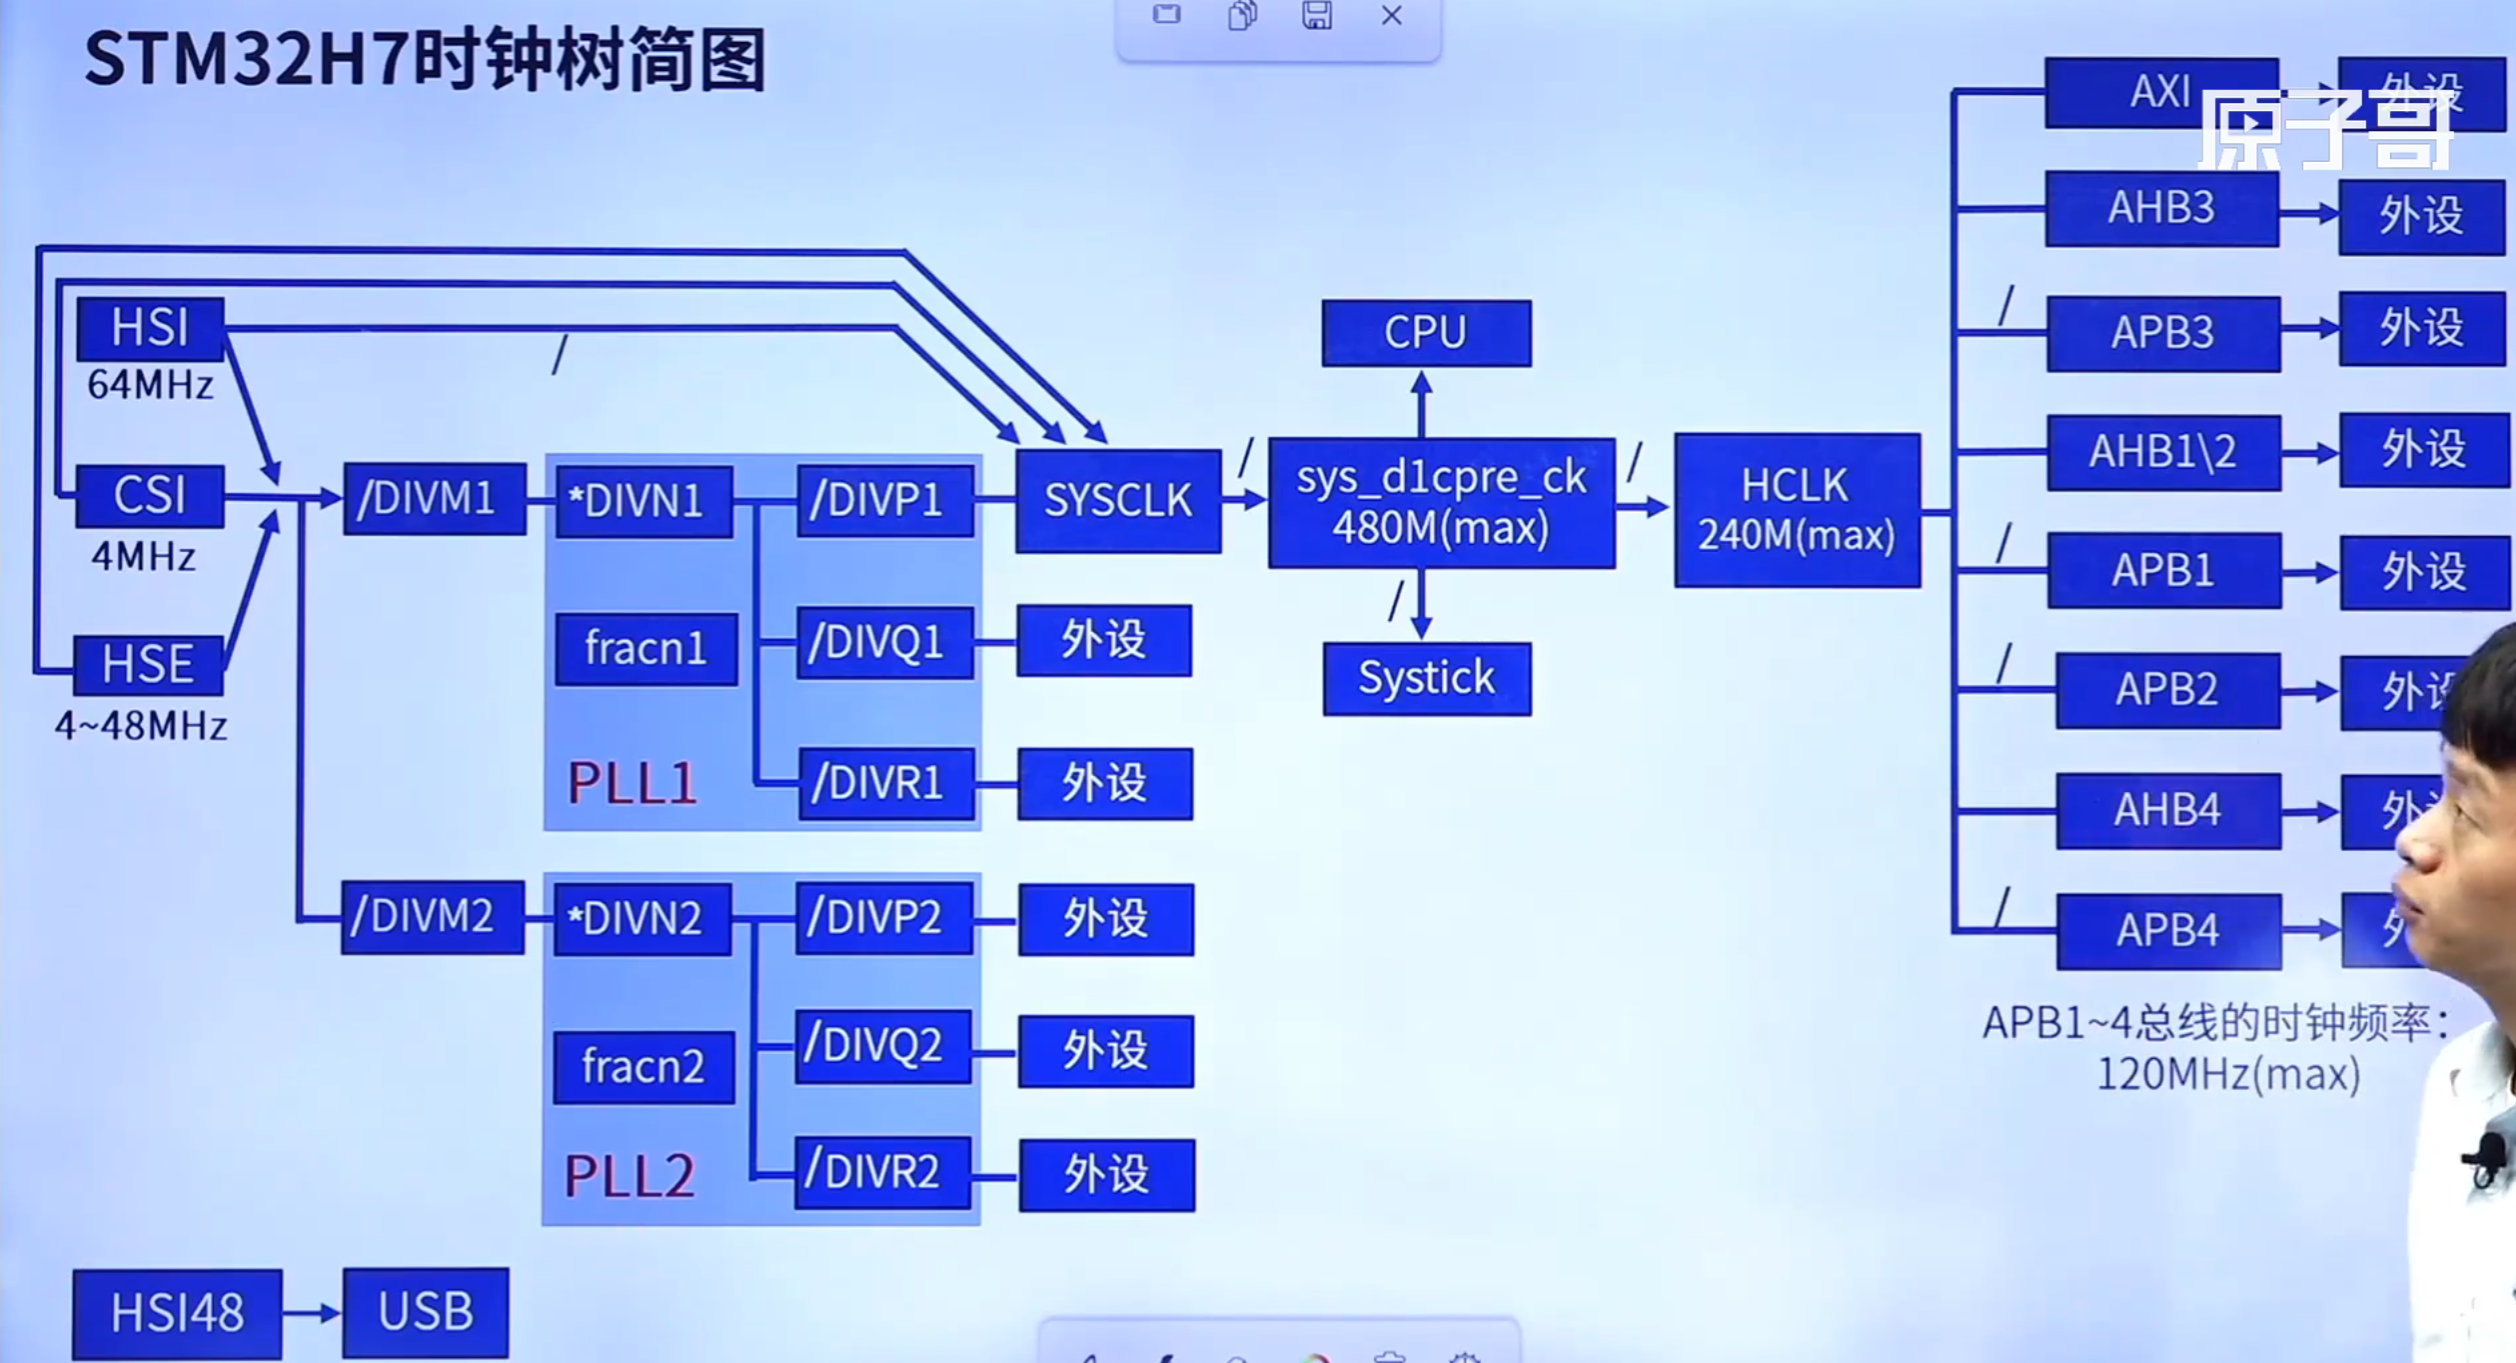 STM32H7时钟树简图
原子哥
HSI
64MHz
/
CSI
4MHz
HSE
4~48MHz
/DIVM1
*DIVN1
/DIVP1
fracn1
/DIVQ1
外设
PLL1
/DIVR1
外设
/DIVM2
*DIVN2
/DIVP2
外设
fracn2
/DIVQ2
外设
PLL2
/DIVR2
外设
HSI48
USB
SYSCLK
/
CPU
sys_d1cpre_ck
480M(max)
/
Systick
/
HCLK
240M(max)
AXI
外设
AHB3
外设
/
APB3
外设
AHB1\2
外设
/
APB1
外设
/
APB2
外设
AHB4
外
/
APB4
APB1~4总线的时钟频率：
120MHz(max)